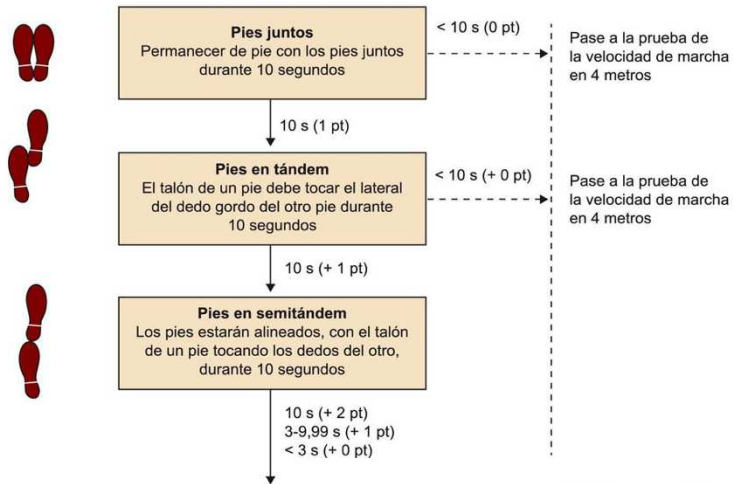 Pies juntos
Permanecer de pie con los pies juntos
durante 10 segundos
< 10 s (0 pt)
Pase a la prueba de
la velocidad de marcha
en 4 metros
10 s (1 pt)
Pies en tándem
El talón de un pie debe tocar el lateral
del dedo gordo del otro pie durante
10 segundos
< 10 s (+ 0 pt)
Pase a la prueba de
la velocidad de marcha
en 4 metros
10 s (+ 1 pt)
Pies en semitándem
Los pies estarán alineados, con el talón
de un pie tocando los dedos del otro,
durante 10 segundos
10 s (+ 2 pt)
3-9,99 s (+ 1 pt)
< 3 s (+ 0 pt)